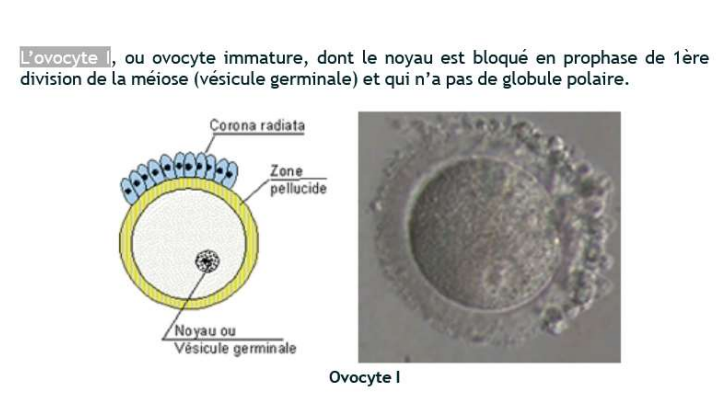 L'ovocyte I, ou ovocyte immature, dont le noyau est bloqué en prophase de 1ère
division de la méiose (vésicule germinale) et qui n'a pas de globule polaire.
Corona radiata
Zone
pellucide
Noyau ou
Vésicule germinale
Ovocyte I